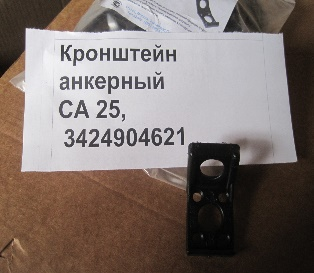 Кронштейн
анкерный
СА 25,
3424904621